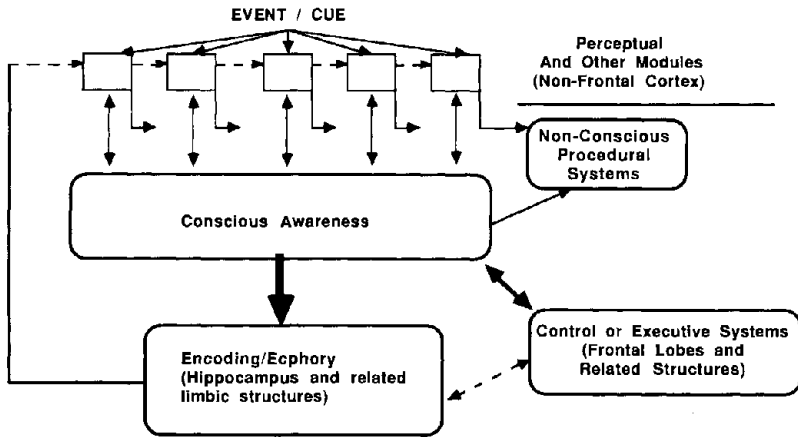 EVENT / CUE
Perceptual
And Other Modules
(Non-Frontal Cortex)
Non-Conscious
Procedural
Systems
Conscious Awareness
Encoding/Ecphory
(Hippocampus and related
limbic structures)
Control or Executive Systems
(Frontal Lobes and
Related Structures)